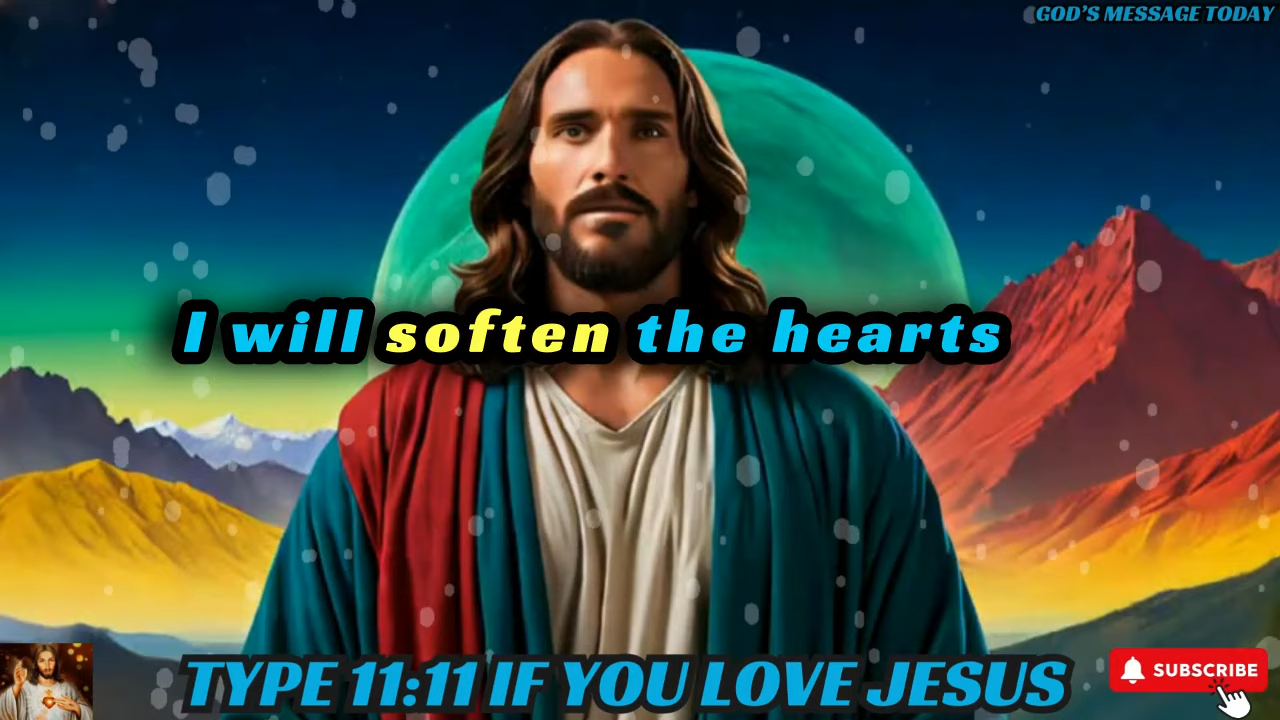 GOD'S MESSAGE TODAY
I will soften the hearts
TYPE 11:11 IF YOU LOVE JESUS
SUBSCRIBE